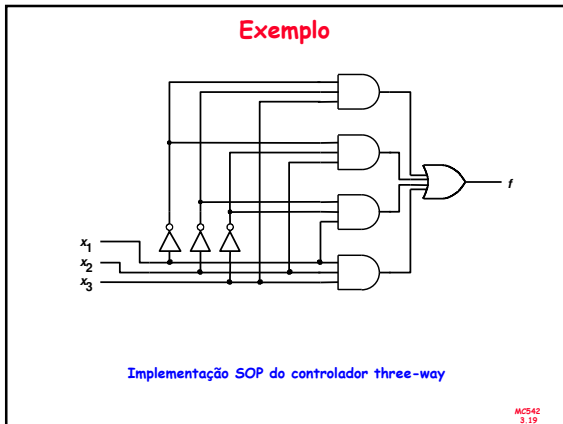 Exemplo
f
x1
x2
x3
Implementação SOP do controlador three-way
MC542
3.19